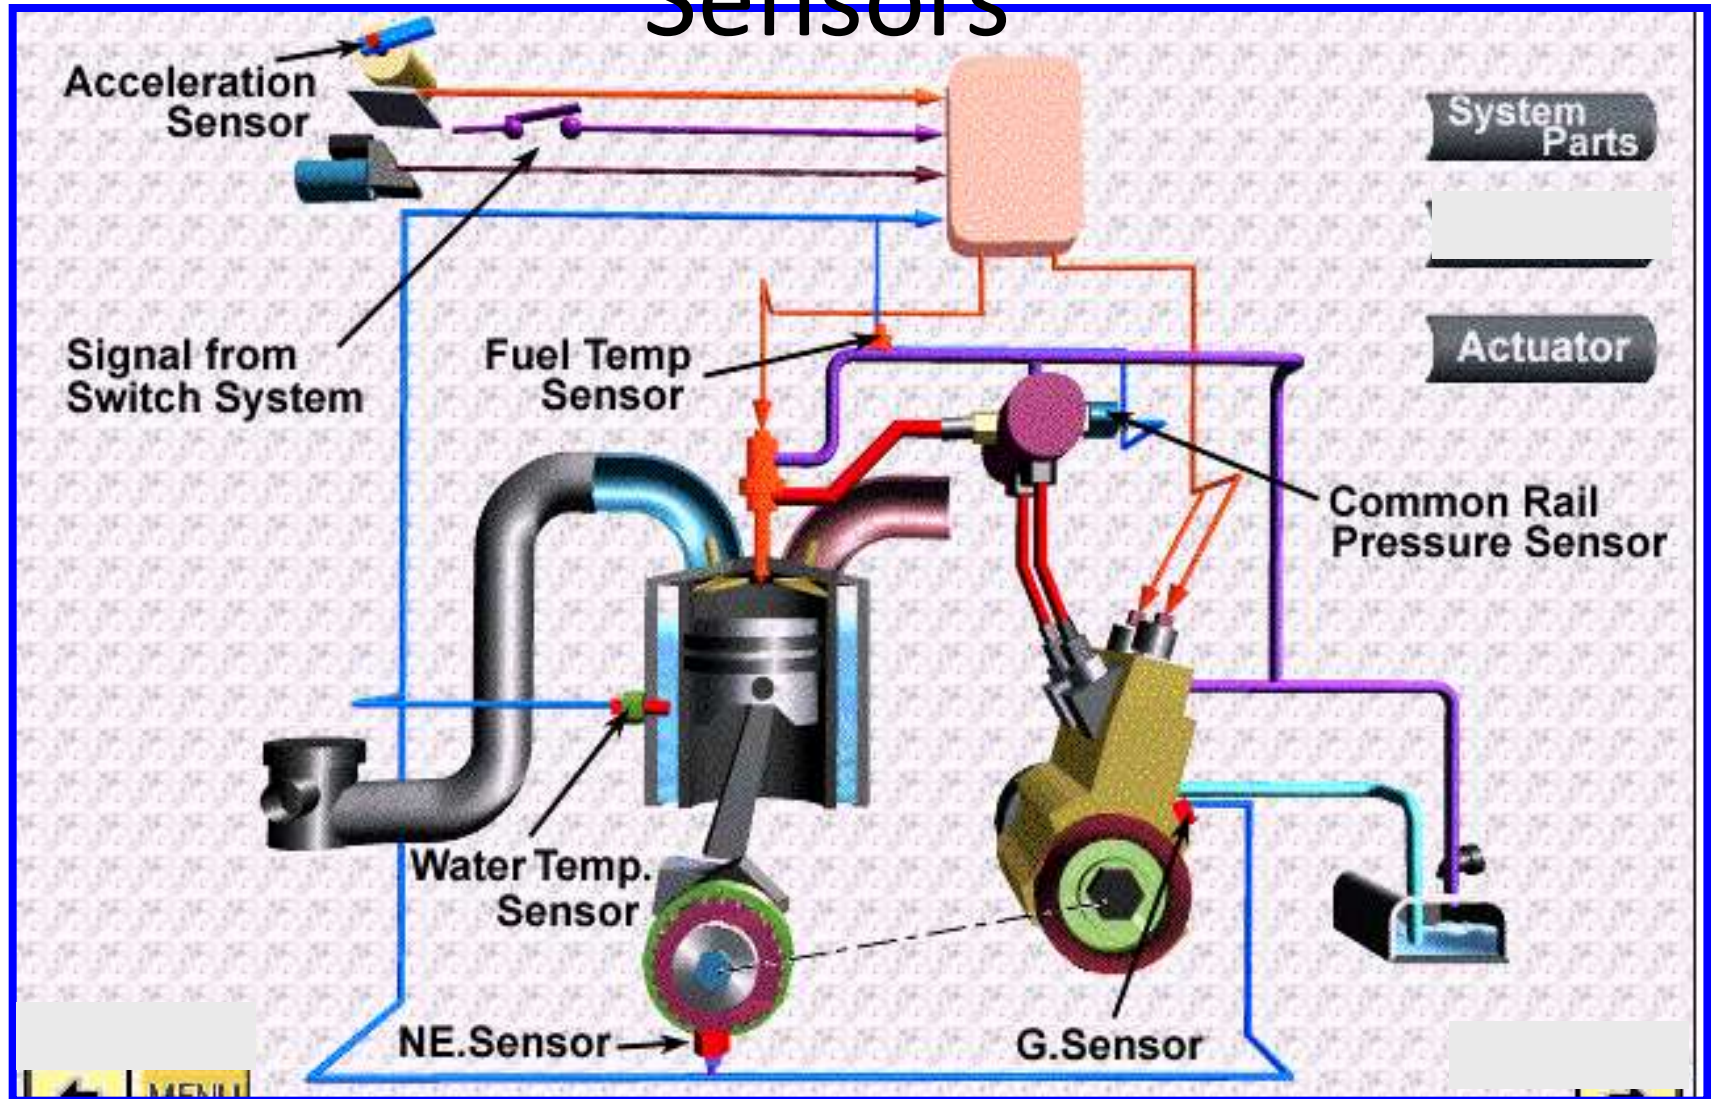 Sensors
Acceleration
Sensor
System
Parts
Signal from
Switch System
Fuel Temp
Sensor
Actuator
Common Rail
Pressure Sensor
Water Temp.
Sensor
NE.Sensor
G.Sensor
MENU